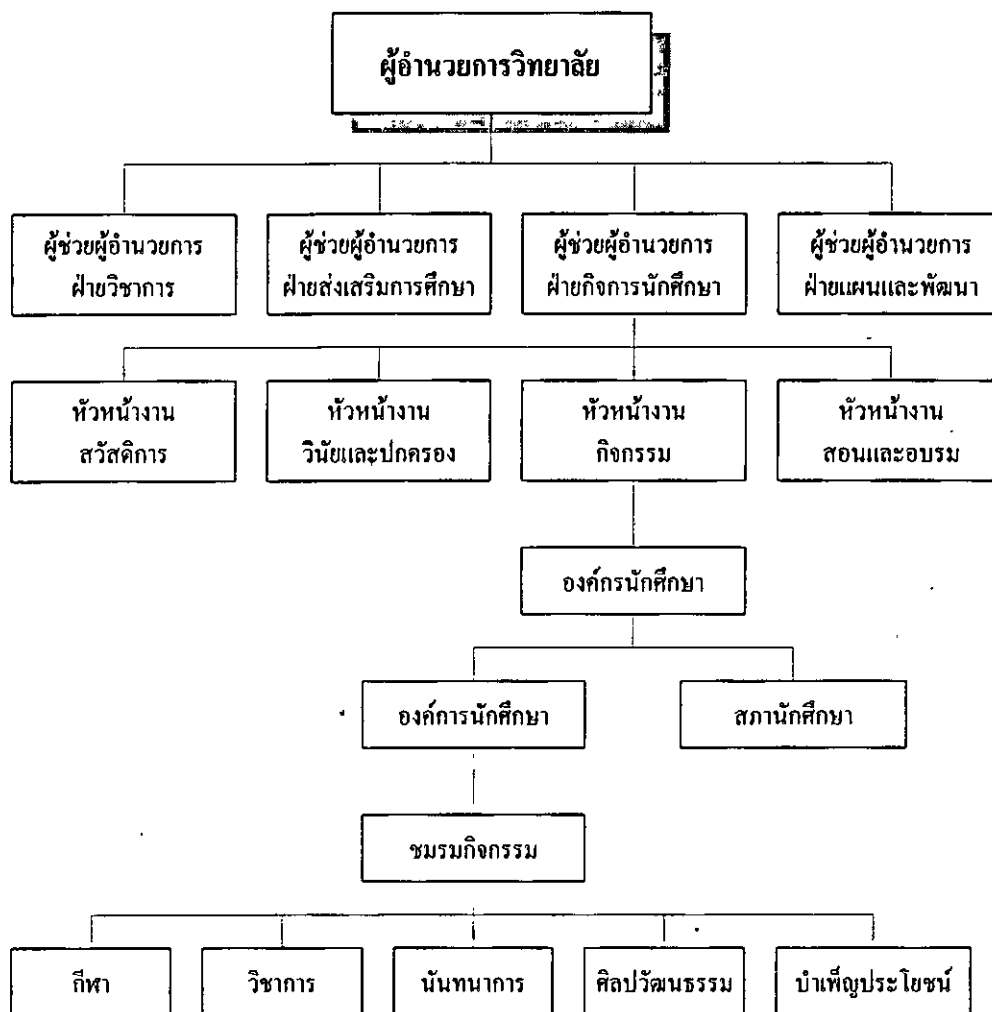 ผู้อำนวยการวิทยาลัย
ผู้ช่วยผู้อำนวยการ
ฝ่ายวิชาการ
ผู้ช่วยผู้อำนวยการ
ฝ่ายส่งเสริมการศึกษา
ผู้ช่วยผู้อำนวยการ
ฝ่ายกิจการนักศึกษา
ผู้ช่วยผู้อำนวยการ
ฝ่ายแผนและพัฒนา
หัวหน้างาน
สวัสดิการ
หัวหน้างาน
วินัยและปกครอง
หัวหน้างาน
กิจกรรม
หัวหน้างาน
สอนและอบรม
องค์กรนักศึกษา
องค์การนักศึกษา
สภานักศึกษา
ชมรมกิจกรรม
กีฬา
วิชาการ
นันทนาการ
ศิลปวัฒนธรรม
บำเพ็ญประโยชน์